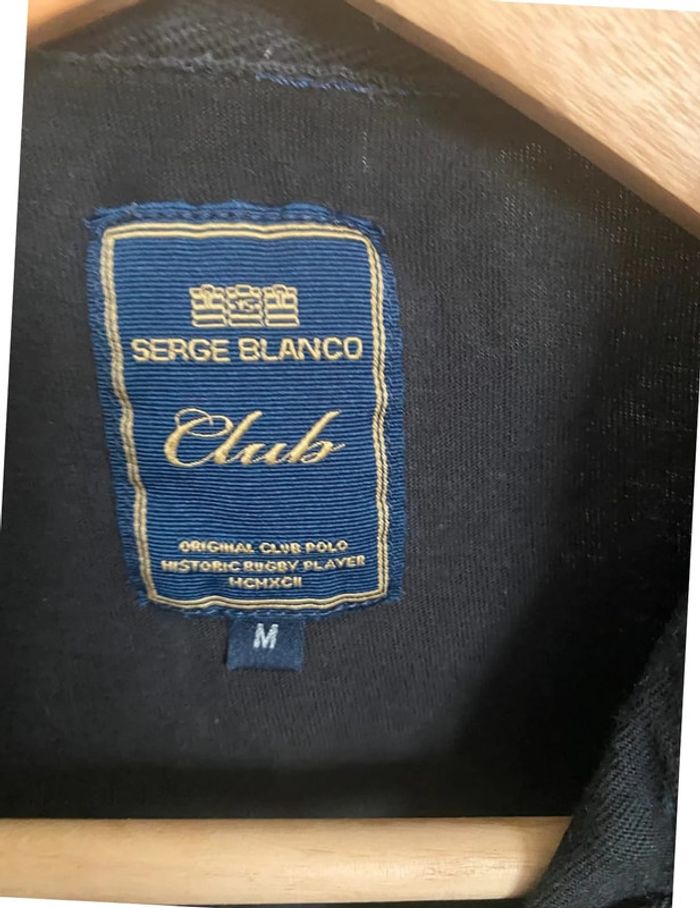 SERGE BLANCO
Club
ORIGINAL CLUB POLO
HISTORIC RUGBY PLAYER
MCMXCII
M